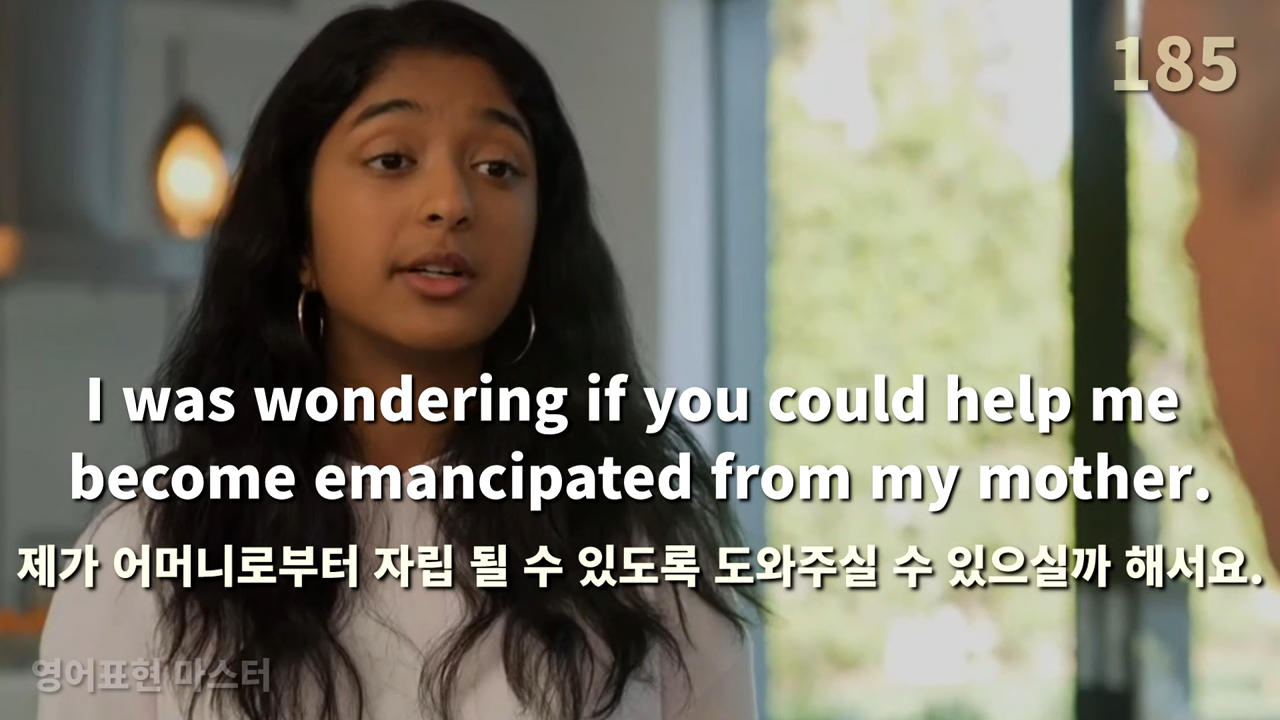 185
I was wondering if you could help me
become emancipated from my mother.
제가 어머니로부터 자립 될 수 있도록 도와주실 수 있으실까 해서요.
영어표현 마스터